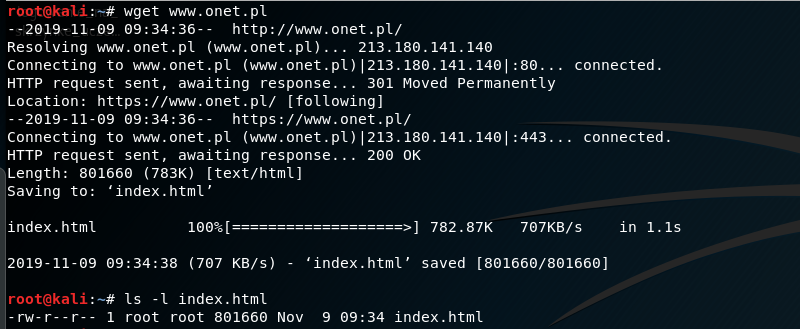 root@kali:~# wget www.onet.pl
--2019-11-09 09:34:36--  http://www.onet.pl/
Resolving www.onet.pl (www.onet.pl)... 213.180.141.140
Connecting to www.onet.pl (www.onet.pl)|213.180.141.140|:80... connected.
HTTP request sent, awaiting response... 301 Moved Permanently
Location: https://www.onet.pl/ [following]
--2019-11-09 09:34:36--  https://www.onet.pl/
Connecting to www.onet.pl (www.onet.pl)|213.180.141.140|:443... connected.
HTTP request sent, awaiting response... 200 OK
Length: 801660 (783K) [text/html]
Saving to: ‘index.html’
index.html          100%[===================>] 782.87K   707KB/s    in 1.1s
2019-11-09 09:34:38 (707 KB/s) - ‘index.html’ saved [801660/801660]
root@kali:~# ls -l index.html
-rw-r--r-- 1 root root 801660 Nov  9 09:34 index.html